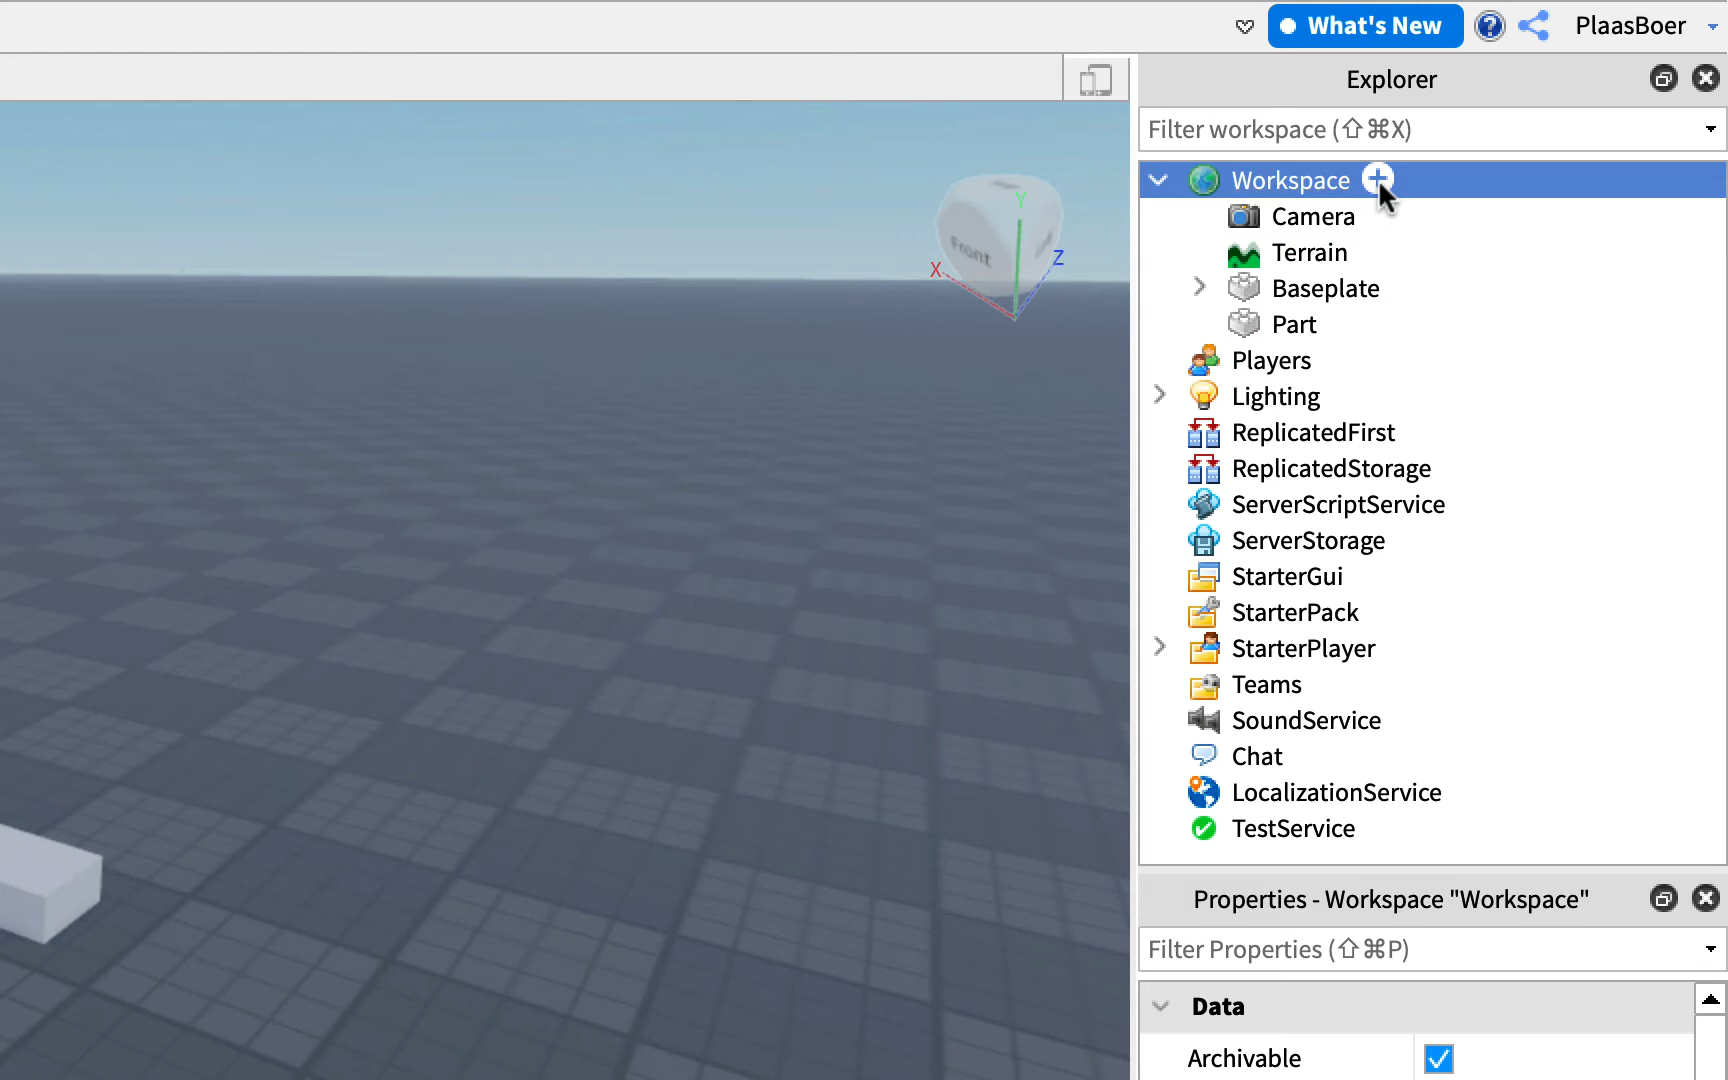 What's New
PlaasBoer
Explorer
Filter workspace (⇧⌘X)
Workspace
Camera
Terrain
Baseplate
Part
Players
Lighting
ReplicatedFirst
ReplicatedStorage
ServerScriptService
ServerStorage
StarterGui
StarterPack
StarterPlayer
Teams
SoundService
Chat
LocalizationService
TestService
Properties - Workspace "Workspace"
Filter Properties (⇧⌘P)
Data
Archivable
Y
Front
X
Z